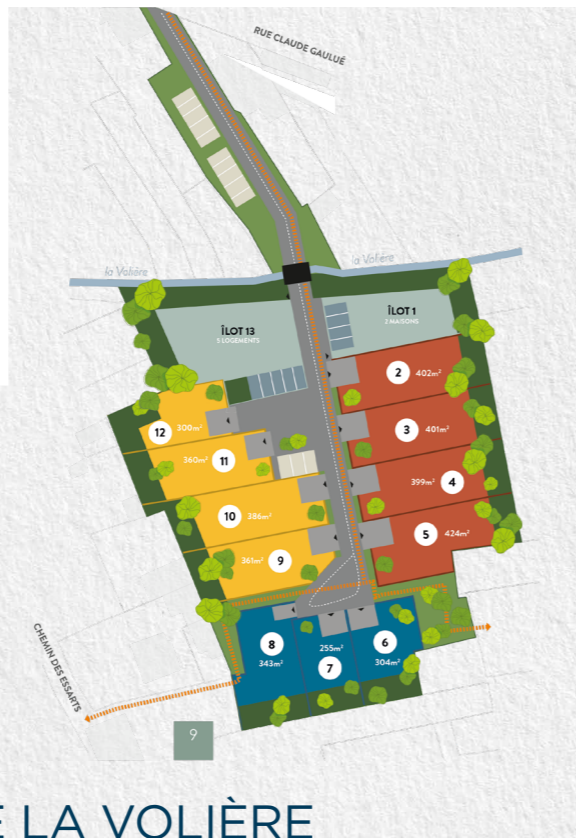 RUE CLAUDE GAULUÉ
la Volière
la Volière
ÎLOT 13
5 LOGEMENTS
ÎLOT 1
2 MAISONS
2 402m²
12 300m²
3 401m²
360m² 11
399m² 4
10 386m²
5 424m²
361m² 9
CHEMIN DES ESSARTS
8
343m²
255m²
7
6
304m²
9
E LA VOLIÈRE